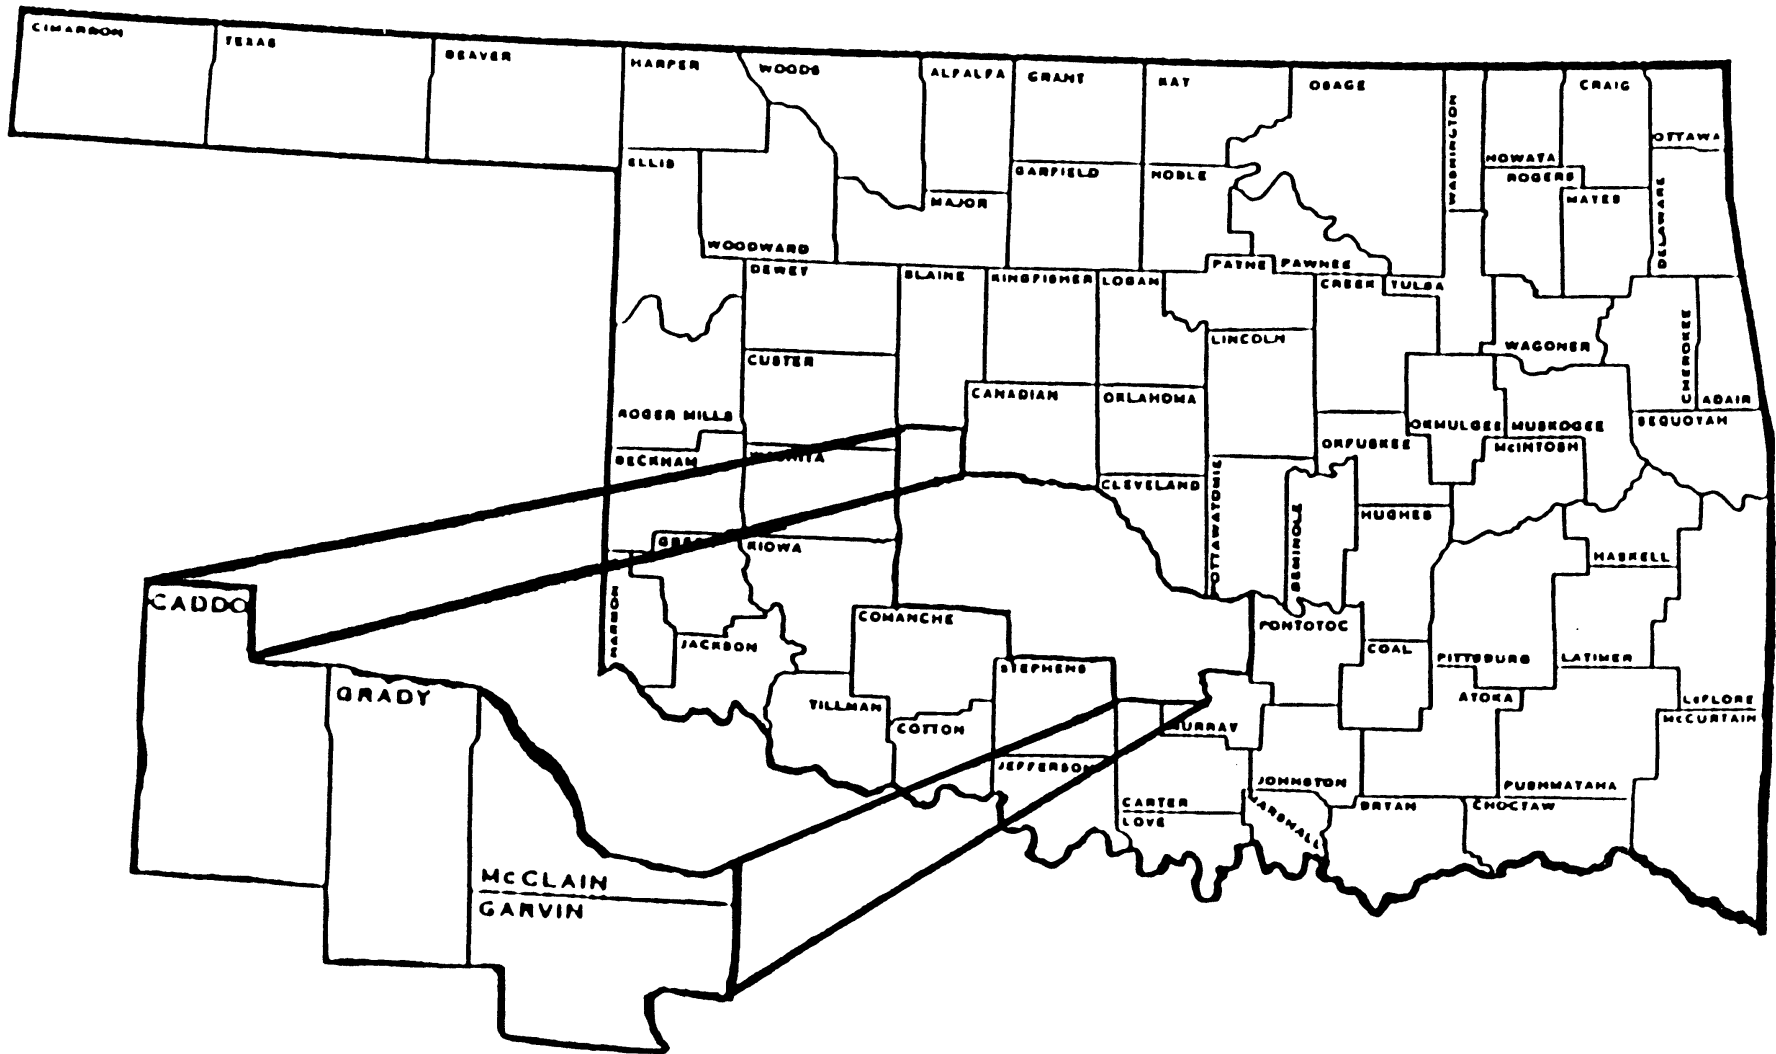 CIMARRON
TEXAS
BEAVER
HARPER
WOODS
ALFALFA
GRANT
KAY
OSAGE
WASHINGTON
NOWATA
CRAIG
OTTAWA
ELLIS
WOODWARD
MAJOR
GARFIELD
NOBLE
ROGERS
MAYES
DELAWARE
DEWEY
BLAINE
KINGFISHER
LOGAN
PAYNE
PAWNEE
CREEK
TULSA
LINCOLN
WAGONER
CHEROKEE
ADAIR
CUSTER
CANADIAN
OKLAHOMA
ROGER MILLS
OKMULGEE
MUSKOGEE
SEQUOYAH
OKFUSKEE
McINTOSH
BECKHAM
WASHITA
CLEVELAND
OTTAWATOMIE
SEMINOLE
HUGHES
HASKELL
KIOWA
HARMON
JACKSON
COMANCHE
PONTOTOC
COAL
PITTSBURG
LATIMER
STEPHENS
ATOKA
LeFLORE
McCURTAIN
TILLMAN
COTTON
MURRAY
JEFFERSON
JOHNSTON
PUSHMATAHA
CARTER
LOVE
MARSHALL
BRYAN
CHOCTAW
CADDO
GRADY
McCLAIN
GARVIN